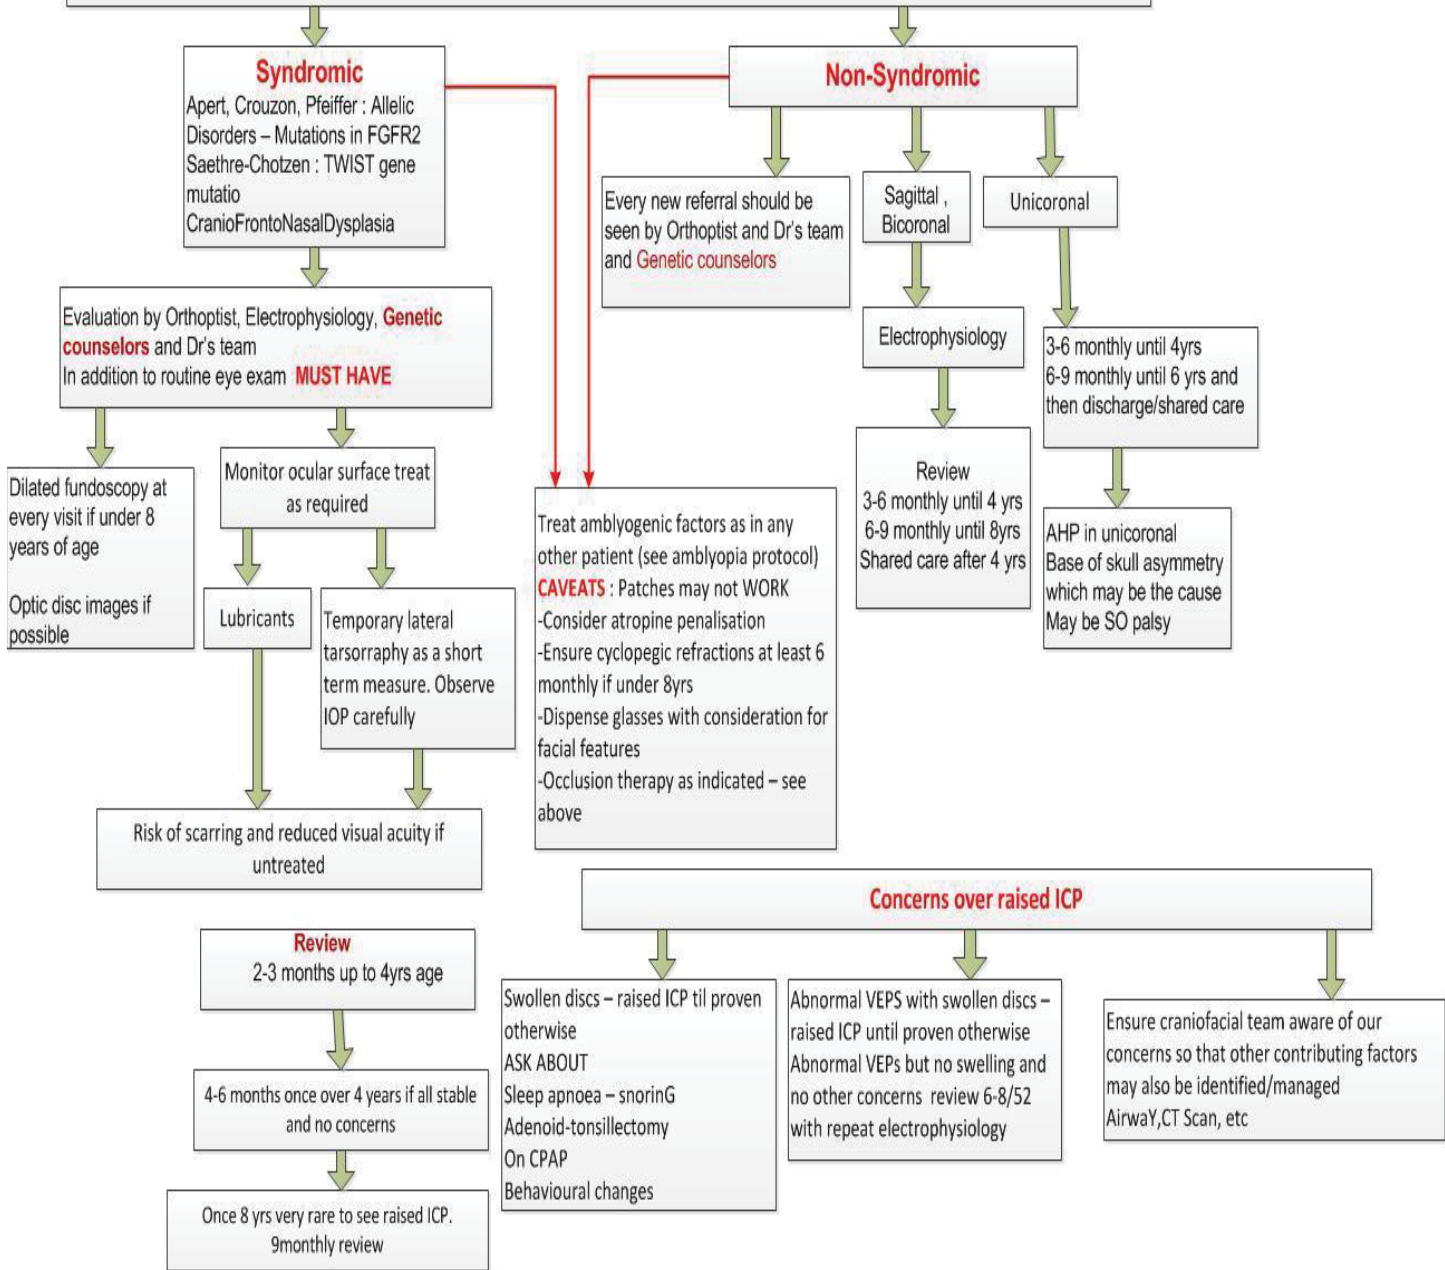 Syndromic
Apert, Crouzon, Pfeiffer : Allelic
Disorders – Mutations in FGFR2
Saethre-Chotzen : TWIST gene
mutatio
CranioFrontoNasalDysplasia
Non-Syndromic
Every new referral should be
seen by Orthoptist and Dr's team
and Genetic counselors
Sagittal ,
Bicoronal
Unicoronal
Evaluation by Orthoptist, Electrophysiology, Genetic
counselors and Dr's team
In addition to routine eye exam MUST HAVE
Electrophysiology
3-6 monthly until 4yrs
6-9 monthly until 6 yrs and
then discharge/shared care
Dilated fundoscopy at
every visit if under 8
years of age
Optic disc images if
possible
Monitor ocular surface treat
as required
Lubricants
Temporary lateral
tarsorraphy as a short
term measure. Observe
IOP carefully
Treat amblyogenic factors as in any
other patient (see amblyopia protocol)
CAVEATS : Patches may not WORK
-Consider atropine penalisation
-Ensure cyclopegic refractions at least 6
monthly if under 8yrs
-Dispense glasses with consideration for
facial features
-Occlusion therapy as indicated – see
above
Review
3-6 monthly until 4 yrs
6-9 monthly until 8yrs
Shared care after 4 yrs
AHP in unicoronal
Base of skull asymmetry
which may be the cause
May be SO palsy
Risk of scarring and reduced visual acuity if
untreated
Concerns over raised ICP
Review
2-3 months up to 4yrs age
4-6 months once over 4 years if all stable
and no concerns
Once 8 yrs very rare to see raised ICP.
9monthly review
Swollen discs – raised ICP til proven
otherwise
ASK ABOUT
Sleep apnoea – snorinG
Adenoid-tonsillectomy
On CPAP
Behavioural changes
Abnormal VEPS with swollen discs –
raised ICP until proven otherwise
Abnormal VEPs but no swelling and
no other concerns review 6-8/52
with repeat electrophysiology
Ensure craniofacial team aware of our
concerns so that other contributing factors
may also be identified/managed
AirwaY,CT Scan, etc